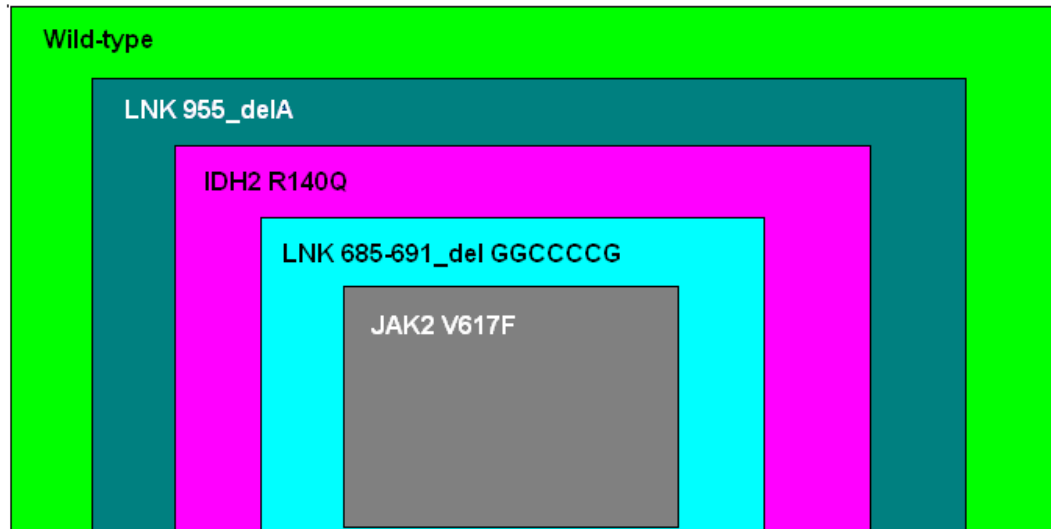 Wild-type
LNK 955_delA
IDH2 R140Q
LNK 685-691_del GGCCCCG
JAK2 V617F